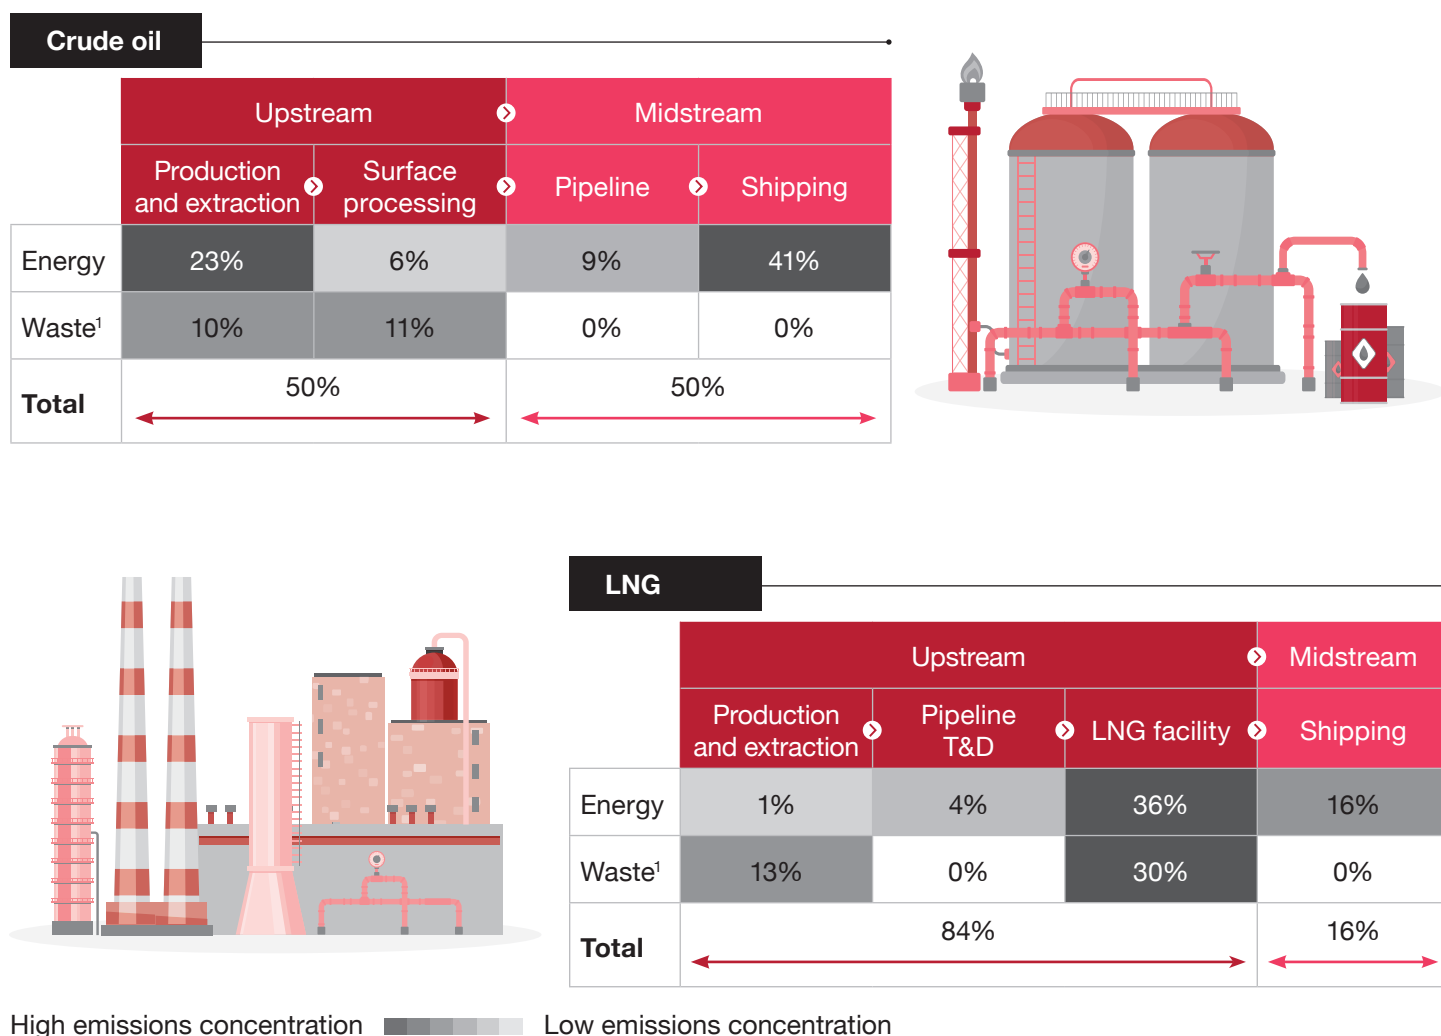 Crude oil
Upstream
Midstream
Production
and extraction
Surface
processing
Pipeline
Shipping
Energy
23%
6%
9%
41%
Waste¹
10%
11%
0%
0%
Total
50%
50%
LNG
Upstream
Midstream
Production
and extraction
Pipeline
T&D
LNG facility
Shipping
Energy
1%
4%
36%
16%
Waste¹
13%
0%
30%
0%
Total
84%
16%
High emissions concentration
Low emissions concentration